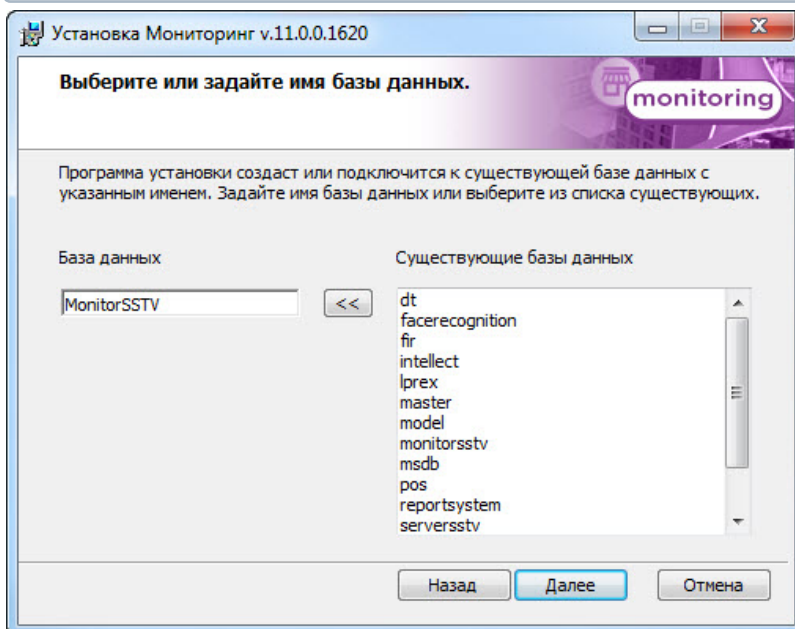 Установка Мониторинг v.11.0.0.1620
Выберите или задайте имя базы данных.
monitoring
Программа установки создаст или подключится к существующей базе данных с
указанным именем. Задайте имя базы данных или выберите из списка существующих.
База данных
Существующие базы данных
MonitorSSTV
<<
dt
facerecognition
fir
intellect
lprex
master
model
monitorsstv
msdb
pos
reportsystem
serversstv
Назад
Далее
Отмена